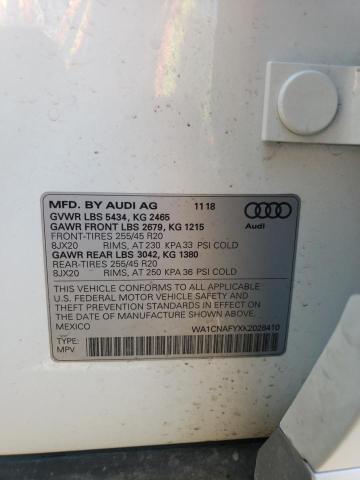 MFD. BY AUDI AG 11 18
GVWR LBS 5434, KG 2465
GAWR FRONT LBS 2679, KG 1215
FRONT-TIRES 255/45 R20
8JX20 RIMS, AT 230 KPA 33 PSI COLD
GAWR REAR LBS 3042, KG 1380
REAR-TIRES 255/45 R20
8JX20 RIMS, AT 250 KPA 36 PSI COLD
Audi
THIS VEHICLE CONFORMS TO ALL APPLICABLE
U.S. FEDERAL MOTOR VEHICLE SAFETY AND
THEFT PREVENTION STANDARDS IN EFFECT ON
THE DATE OF MANUFACTURE SHOWN ABOVE.
MEXICO
WA1CNAFYXK2028410
TYPE:
MPV